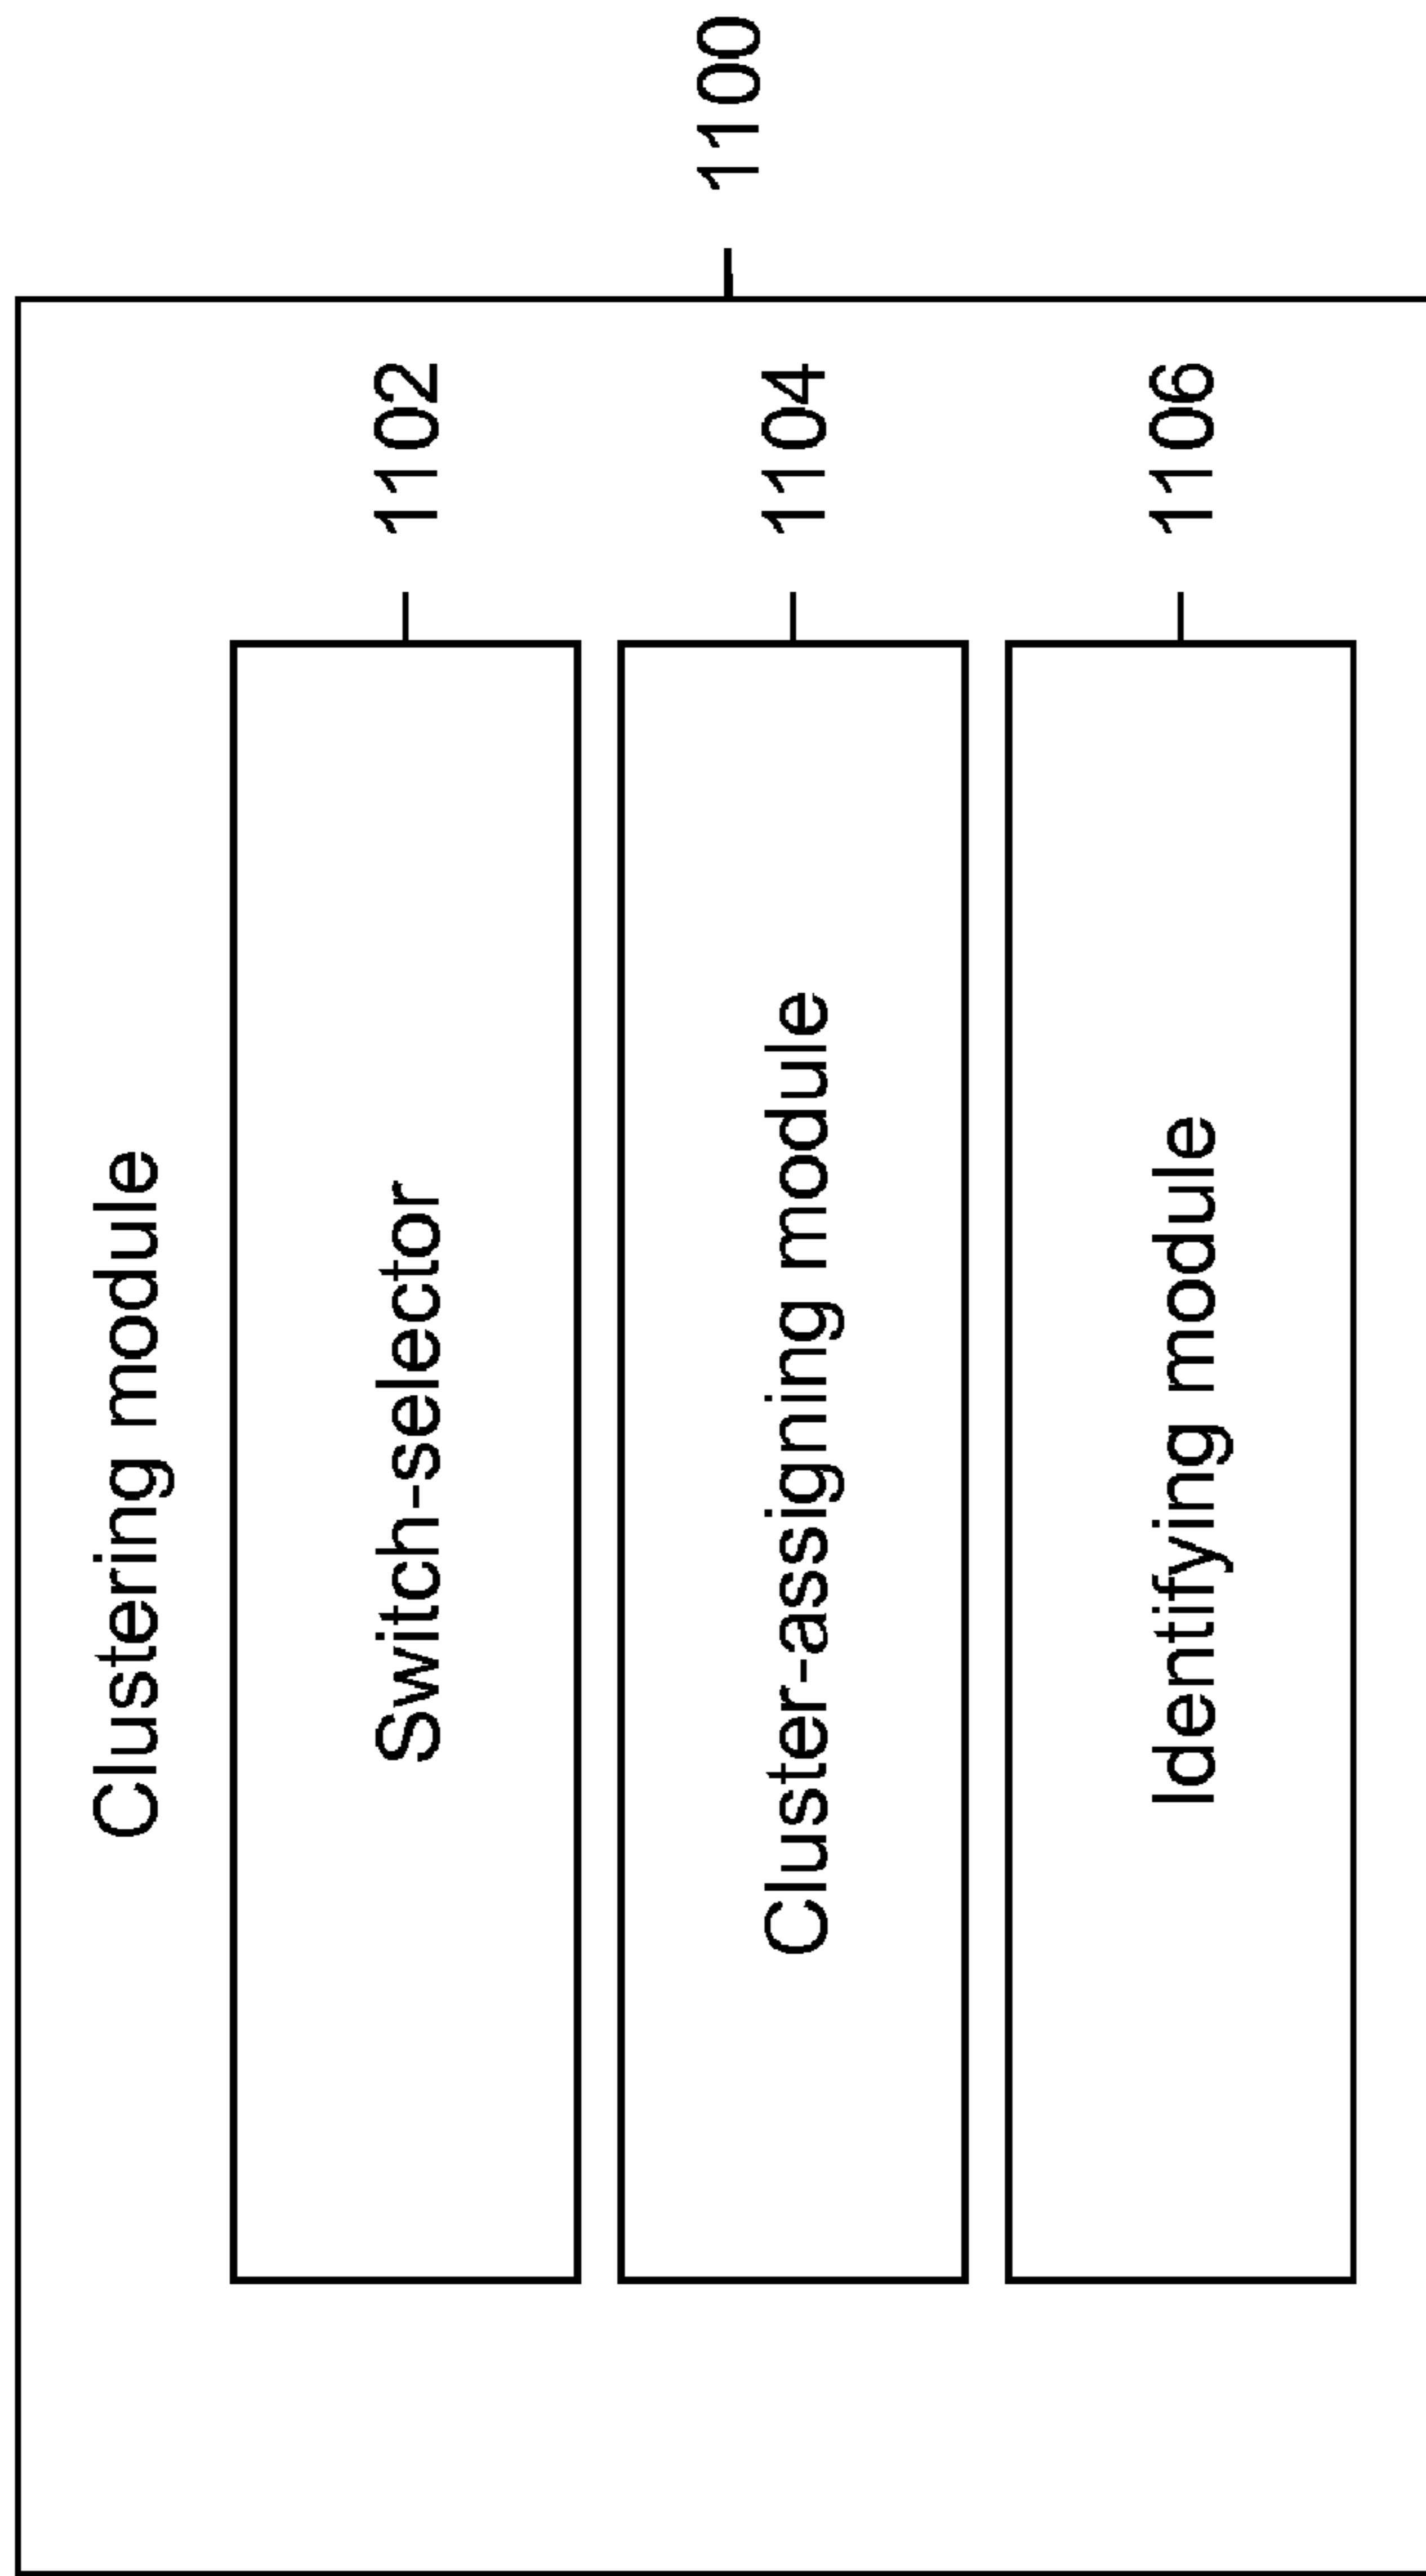 Clustering module
1100
Switch-selector
1102
Cluster-assigning module
1104
Identifying module
1106